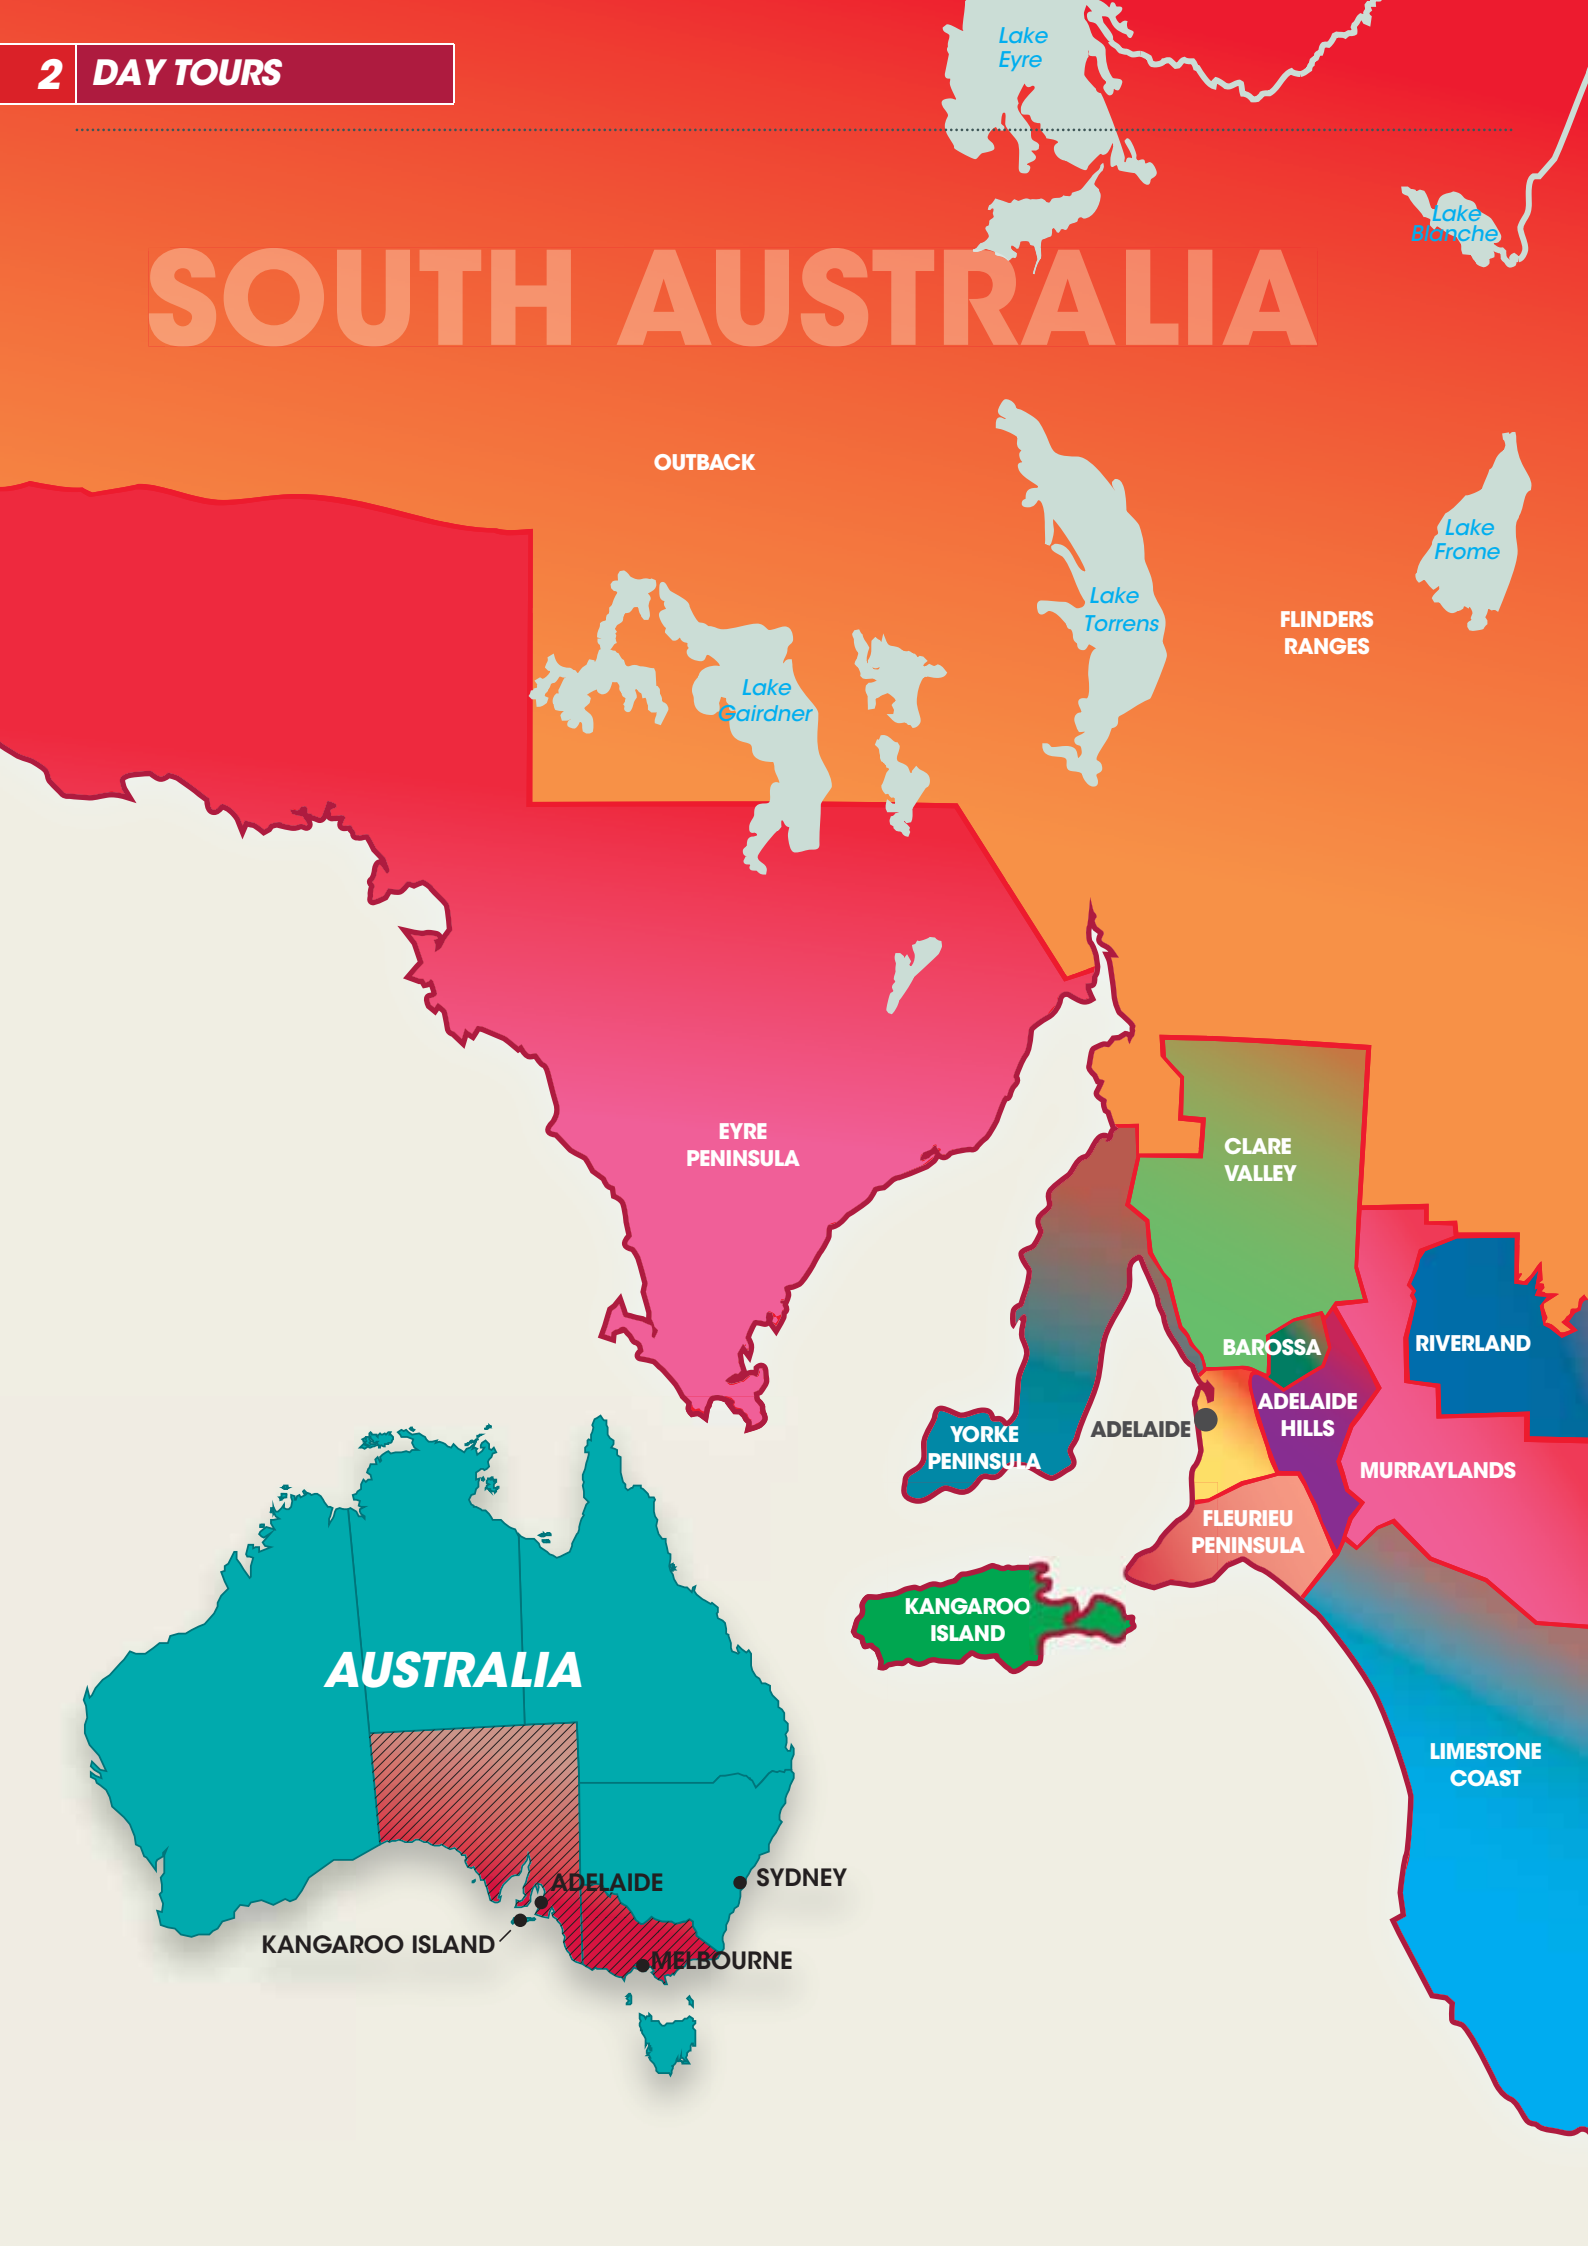 2 DAY TOURS
Lake
Eyre
Lake
Blanche
SOUTH AUSTRALIA
OUTBACK
Lake
Frome
Lake
Torrens
FLINDERS
RANGES
Lake
Gairdner
EYRE
PENINSULA
CLARE
VALLEY
BAROSSA
RIVERLAND
ADELAIDE
HILLS
ADELAIDE
YORKE
PENINSULA
MURRAYLANDS
FLEURIEU
PENINSULA
KANGAROO
ISLAND
AUSTRALIA
LIMESTONE
COAST
ADELAIDE
SYDNEY
KANGAROO ISLAND
MELBOURNE